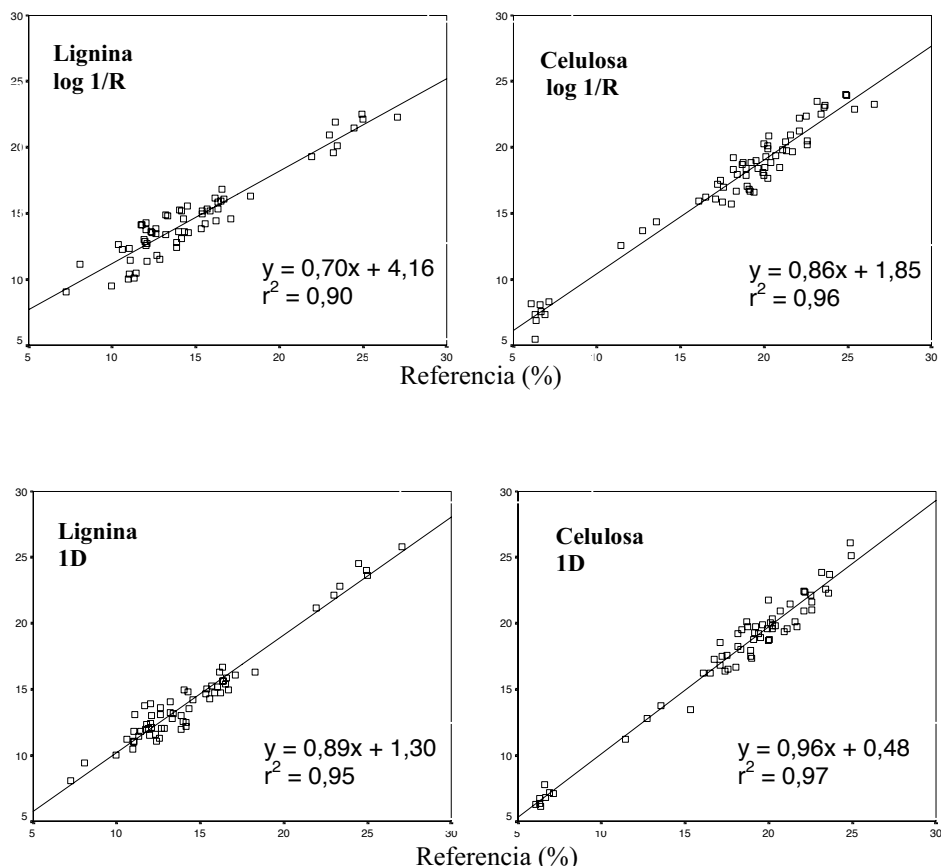 30
25
20
15
10
5
Lignina
log 1/R
y = 0,70x + 4,16
r² = 0,90
5 10 15 20 25 30
30
25
20
15
10
5
Celulosa
log 1/R
y = 0,86x + 1,85
r² = 0,96
5 10 15 20 25 30
Referencia (%)
30
25
20
15
10
5
Lignina
1D
y = 0,89x + 1,30
r² = 0,95
5 10 15 20 25 30
30
25
20
15
10
5
Celulosa
1D
y = 0,96x + 0,48
r² = 0,97
5 10 15 20 25 30
Referencia (%)